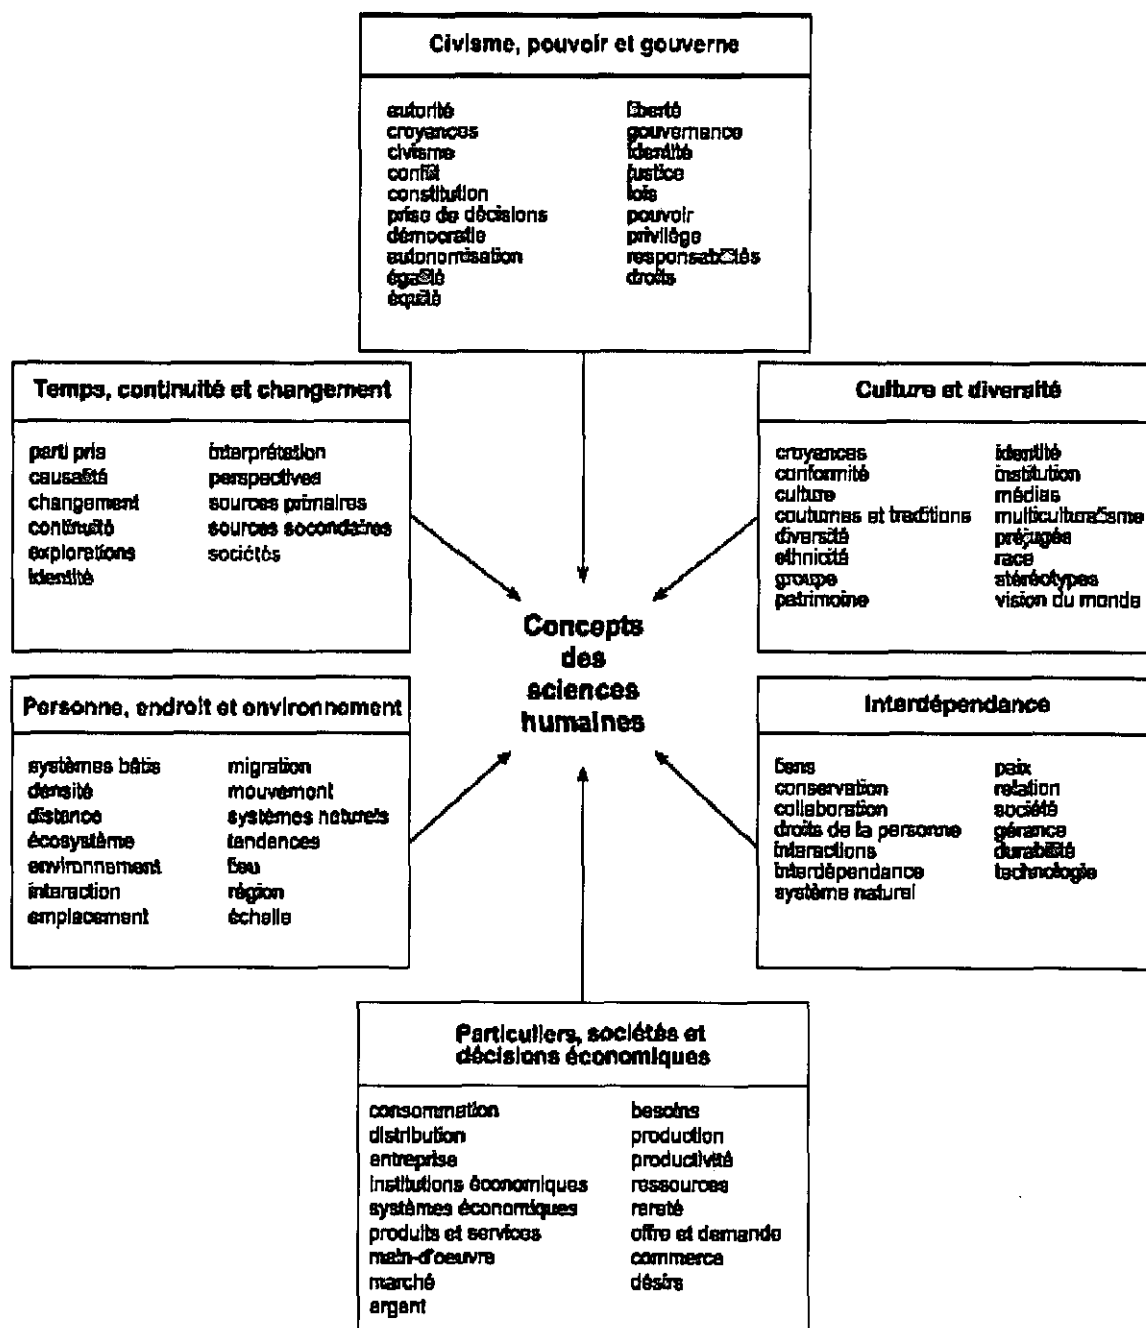 Civisme, pouvoir et gouverne
autorité
croyances
civisme
conflit
constitution
prise de décisions
démocratie
autonomisation
égalité
équité
liberté
gouvernance
identité
justice
lois
pouvoir
privilège
responsabilités
droits
Temps, continuité et changement
parti pris
causalité
changement
continuité
explorations
identité
interprétation
perspectives
sources primaires
sources socondaires
sociétés
Culture et diversité
croyances
conformité
culture
coutumes et traditions
diversité
ethnicité
groupe
patrimoine
identité
institution
médias
multiculturalisme
préjugés
race
stéréotypes
vision du monde
Concepts
des
sciences
humaines
Personne, endroit et environnement
systèmes bâtis
densité
distance
écosystème
environnement
interaction
emplacement
migration
mouvement
systèmes naturels
tendances
lieu
région
échelle
Interdépendance
liens
conservation
collaboration
droits de la personne
interactions
interdépendance
système naturel
paix
relation
société
gérance
durabilité
technologie
Particuliers, sociétés et
décisions économiques
consommation
distribution
entreprise
institutions économiques
systèmes économiques
produits et services
main-d'oeuvre
marché
argent
besoins
production
productivité
ressources
rareté
offre et demande
commerce
désirs